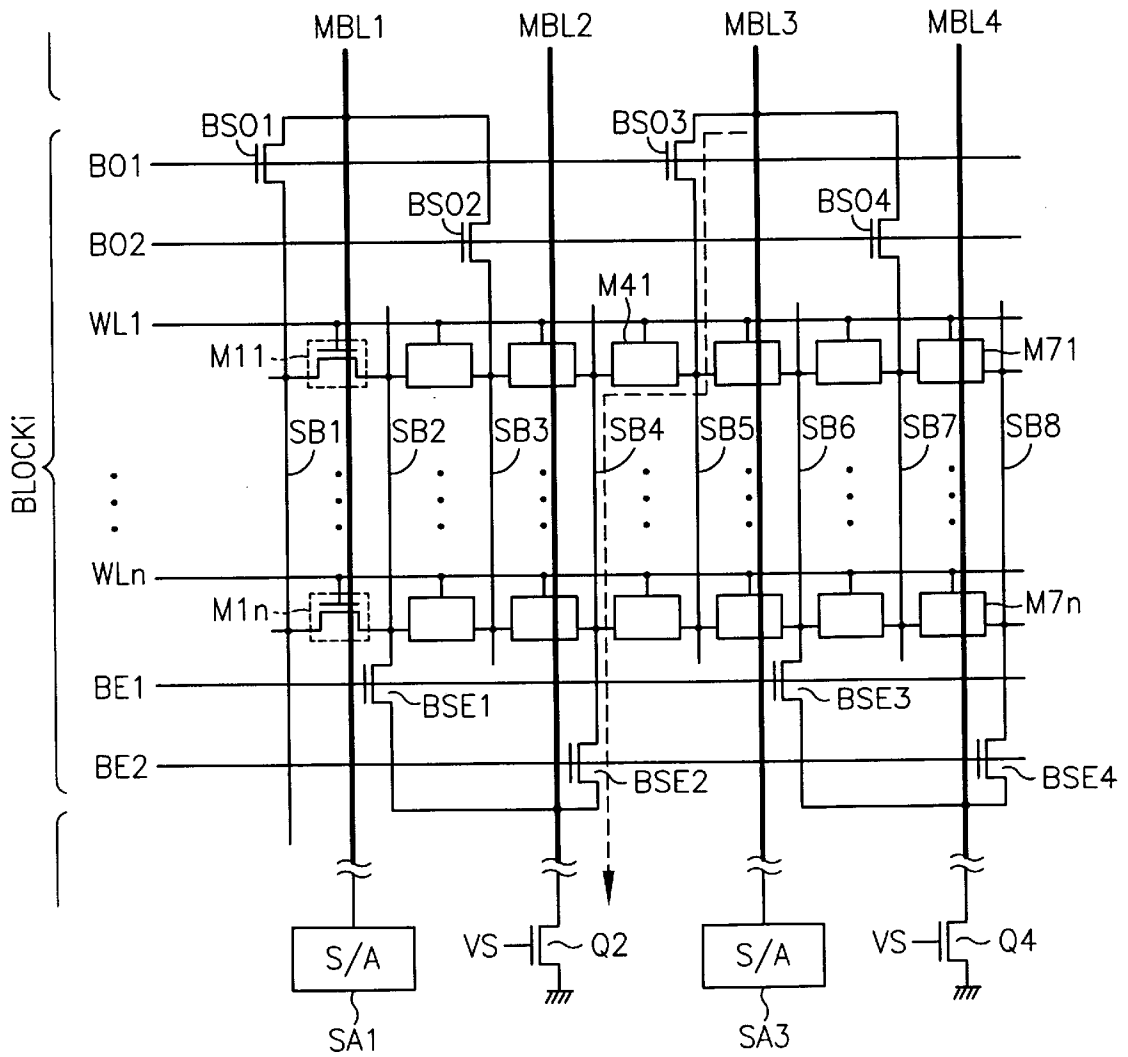 MBL1 MBL2 MBL3 MBL4
BSO1 BSO3
BO1
BSO2 BSO4
BO2
M41
WL1
M11 M71
SB1 SB2 SB3 SB4 SB5 SB6 SB7 SB8
BLOCKi
WLn
M1n M7n
BE1
BSE1 BSE3
BE2
BSE2 BSE4
VS Q2 VS Q4
S/A S/A
SA1 SA3